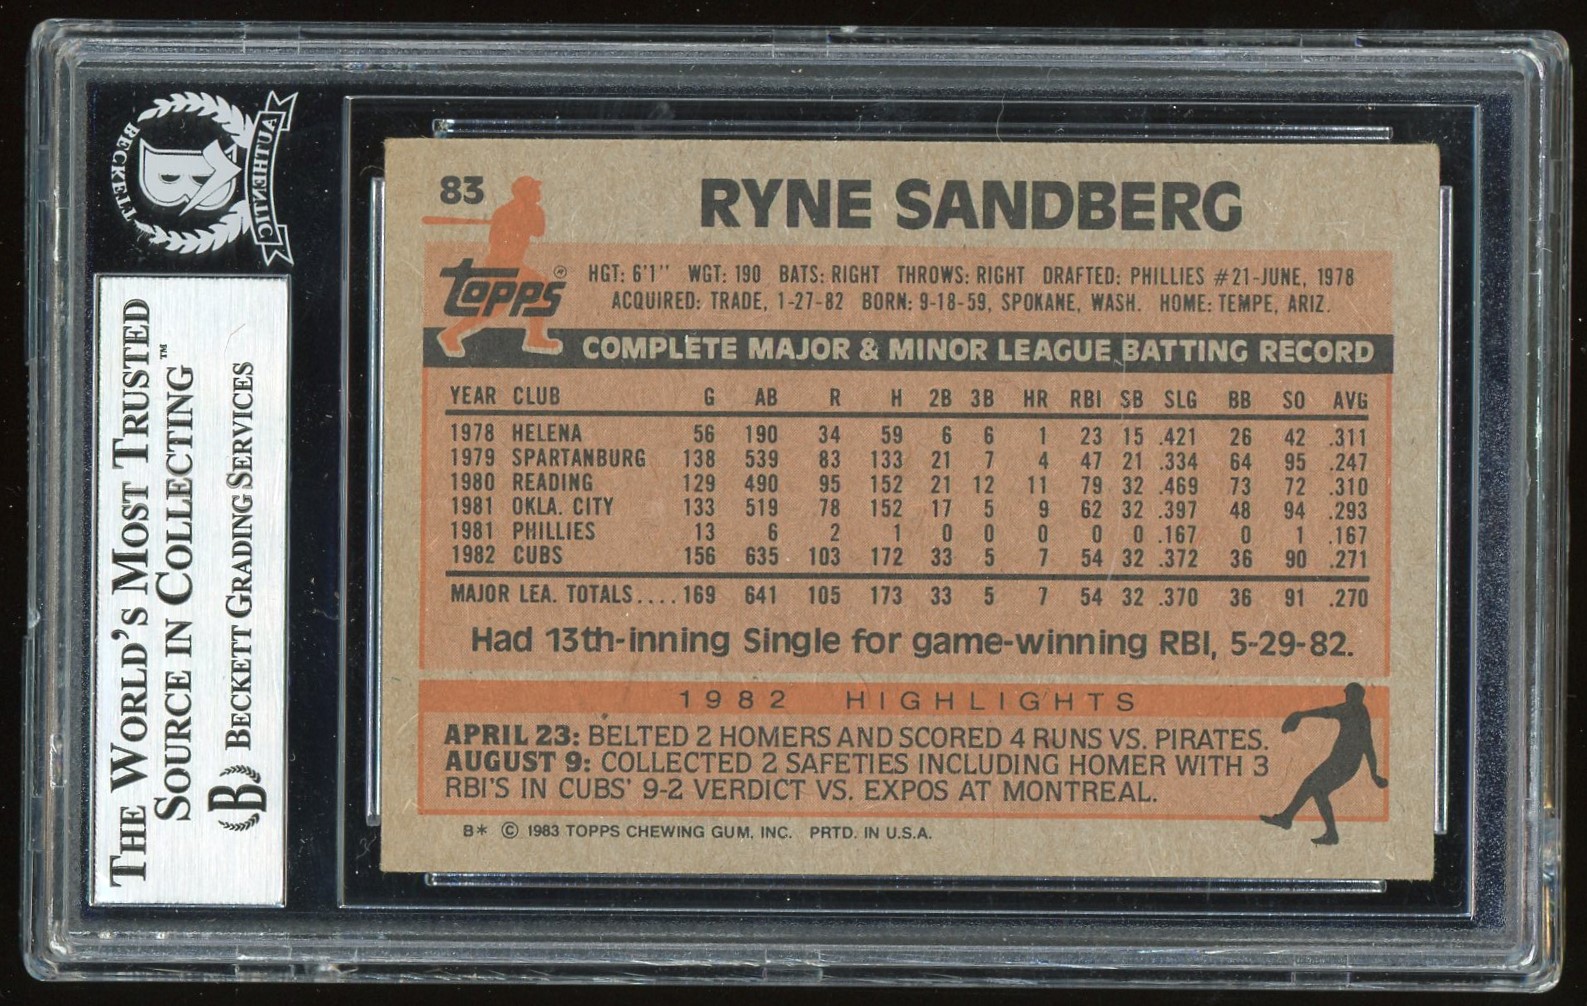 BECKETT
AUTHENTIC
B
THE WORLD'S MOST TRUSTED
SOURCE IN COLLECTING™
B BECKETT GRADING SERVICES
83
RYNE SANDBERG
topps®
HGT: 6'1" WGT: 190 BATS: RIGHT THROWS: RIGHT DRAFTED: PHILLIES #21-JUNE, 1978
ACQUIRED: TRADE, 1-27-82 BORN: 9-18-59, SPOKANE, WASH. HOME: TEMPE, ARIZ.
COMPLETE MAJOR & MINOR LEAGUE BATTING RECORD
YEAR CLUB G AB R H 2B 3B HR RBI SB SLG BB SO AVG
1978 HELENA 56 190 34 59 6 6 1 23 15 .421 26 42 .311
1979 SPARTANBURG 138 539 83 133 21 7 4 47 21 .334 64 95 .247
1980 READING 129 490 95 152 21 12 11 79 32 .469 73 72 .310
1981 OKLA. CITY 133 519 78 152 17 5 9 62 32 .397 48 94 .293
1981 PHILLIES 13 6 2 1 0 0 0 0 0 .167 0 1 .167
1982 CUBS 156 635 103 172 33 5 7 54 32 .372 36 90 .271
MAJOR LEA. TOTALS....169 641 105 173 33 5 7 54 32 .370 36 91 .270
Had 13th-inning Single for game-winning RBI, 5-29-82.
1982 HIGHLIGHTS
APRIL 23: BELTED 2 HOMERS AND SCORED 4 RUNS VS. PIRATES.
AUGUST 9: COLLECTED 2 SAFETIES INCLUDING HOMER WITH 3
RBI'S IN CUBS' 9-2 VERDICT VS. EXPOS AT MONTREAL.
B* © 1983 TOPPS CHEWING GUM, INC. PRTD. IN U.S.A.